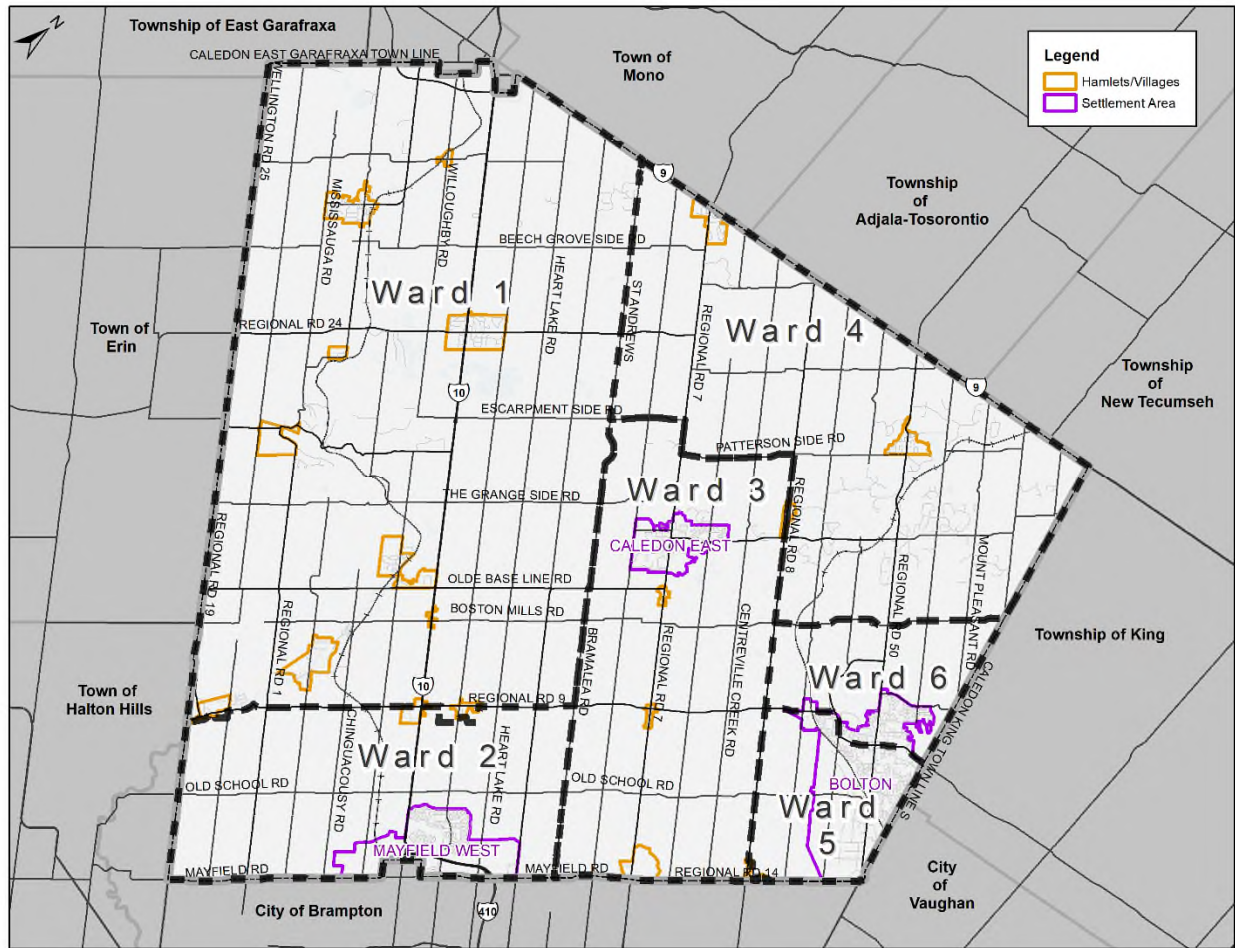 N
Township of East Garafraxa
CALEDON EAST GARAFRAXA TOWN LINE
Town of
Mono
Legend
Hamlets/Villages
Settlement Area
WELLINGTON RD 25
MISSISSAUGA RD
WILLOUGHBY RD
9
Township
of
Adjala-Tosorontio
BEECH GROVE SIDE RD
HEART LAKE RD
ST ANDREWS
REGIONAL RD 7
Ward 1
Ward 4
Town of
Erin
REGIONAL RD 24
10
9
Township
of
New Tecumseh
ESCARPMENT SIDE RD
PATTERSON SIDE RD
THE GRANGE SIDE RD
Ward 3
REGIONAL RD 8
CALEDON EAST
REGIONAL RD 19
OLDE BASE LINE RD
BOSTON MILLS RD
REGIONAL RD 1
BRAMALEA RD
REGIONAL RD 7
CENTREVILLE CREEK RD
REGIONAL RD 50
MOUNT PLEASANT RD
Township of King
CALEDON KING TOWN LINE S
Ward 6
Town of
Halton Hills
10
REGIONAL RD 9
CHINGUACOUSY RD
HEART LAKE RD
Ward 2
OLD SCHOOL RD
OLD SCHOOL RD
BOLTON
Ward
5
MAYFIELD WEST
MAYFIELD RD
MAYFIELD RD
REGIONAL RD 14
City of Brampton
410
City
of
Vaughan